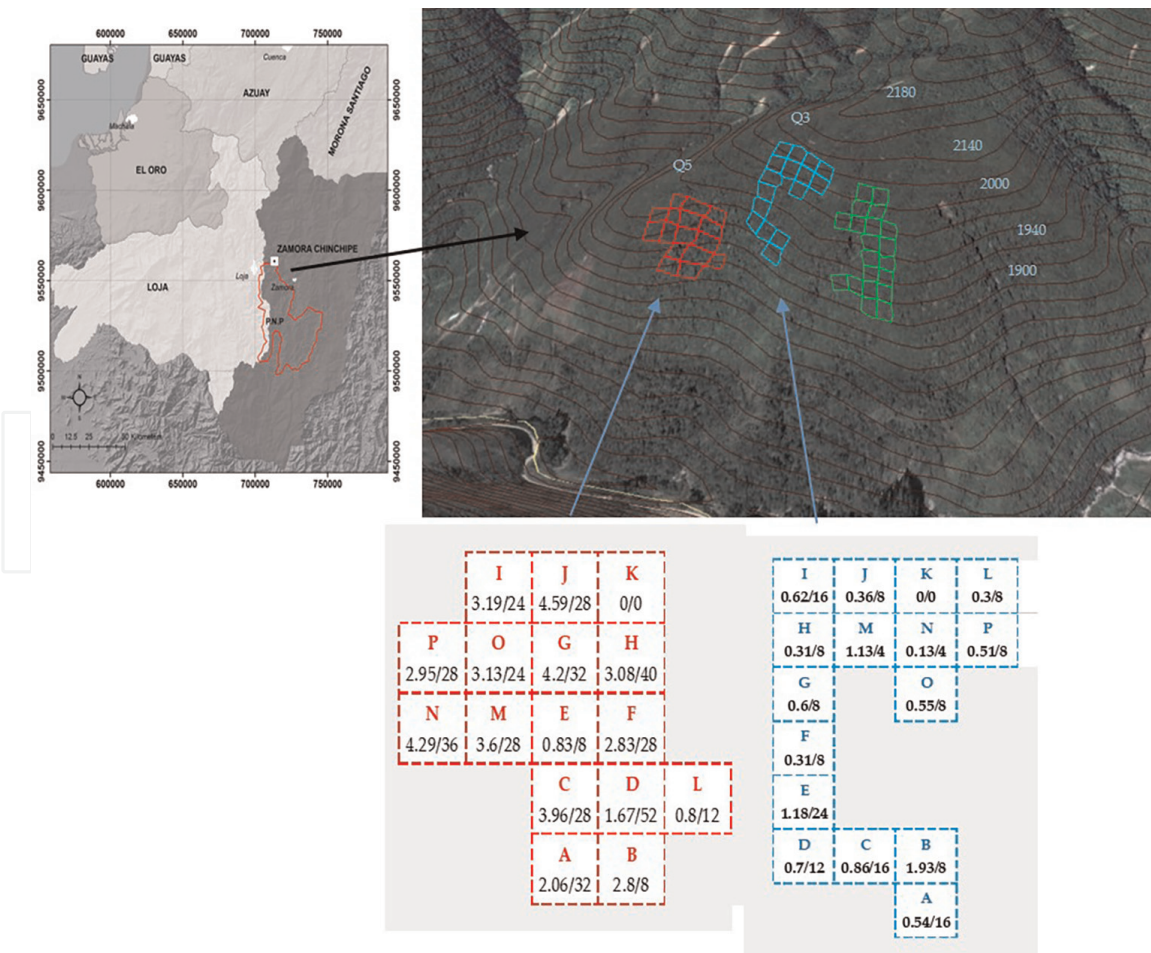 600000 650000 700000 750000
GUAYAS GUAYAS Cuenca
AZUAY
MORONA SANTIAGO
Machala
EL ORO
ZAMORA CHINCHIPE
Loja
LOJA
Zamora
P.N.P
9650000 9650000
9600000 9600000
9550000 9550000
9500000 9500000
9450000 9450000
N
S
0 12.5 25 50 Kilometers
600000 650000 700000 750000
2180
Q3
2140
Q5
2000
1940
1900
I J K
3.19/24 4.59/28 0/0
P O G H
2.95/28 3.13/24 4.2/32 3.08/40
N M E F
4.29/36 3.6/28 0.83/8 2.83/28
C D L
3.96/28 1.67/52 0.8/12
A B
2.06/32 2.8/8
I J K L
0.62/16 0.36/8 0/0 0.3/8
H M N P
0.31/8 1.13/4 0.13/4 0.51/8
G O
0.6/8 0.55/8
F
0.31/8
E
1.18/24
D C B
0.7/12 0.86/16 1.93/8
A
0.54/16